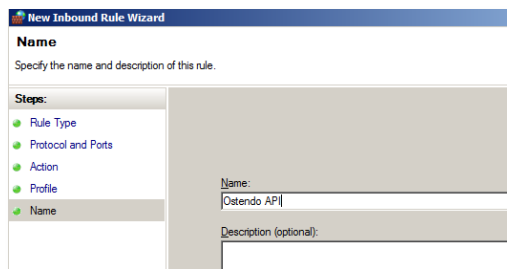 New Inbound Rule Wizard
Name
Specify the name and description of this rule.
Steps:
Rule Type
Protocol and Ports
Action
Profile
Name
Name:
Ostendo API
Description (optional):